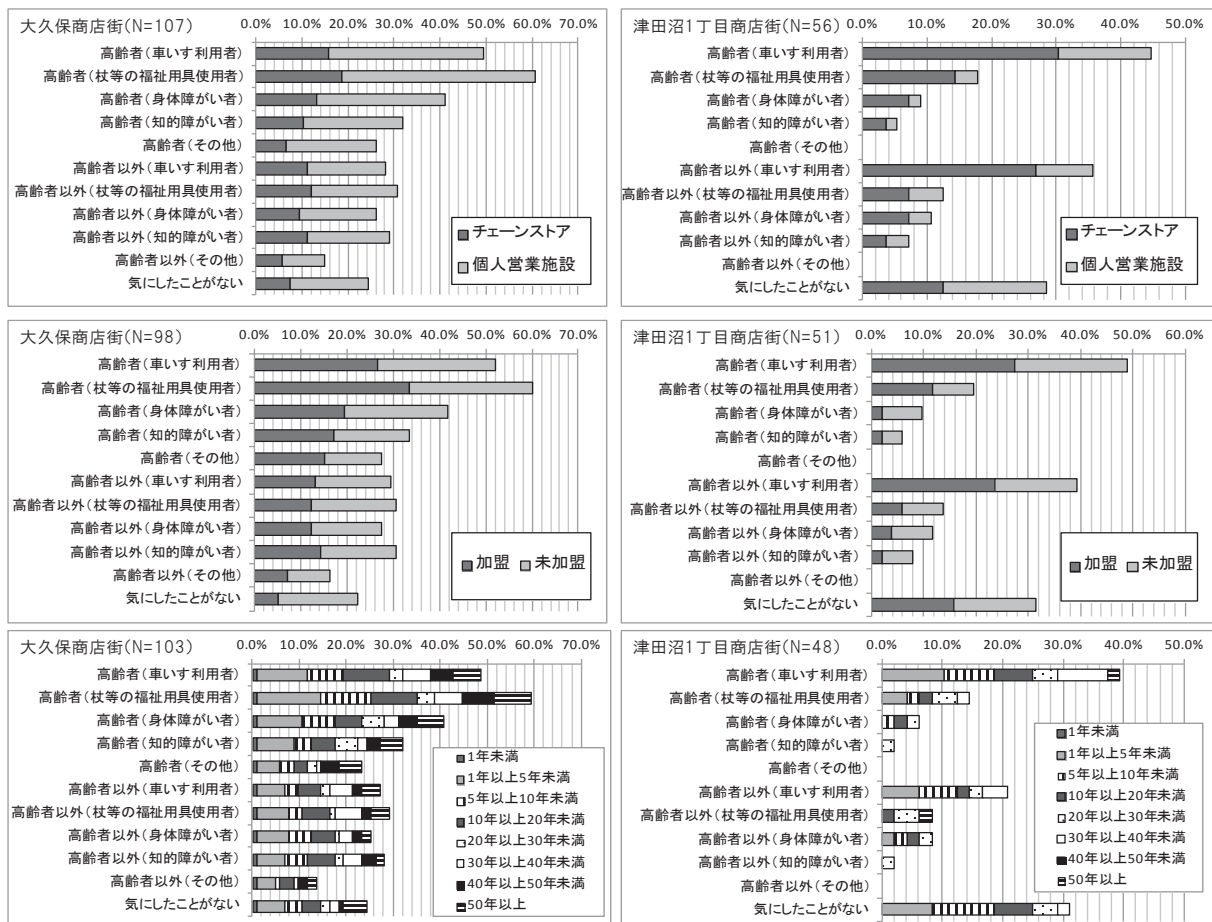 大久保商店街(N=107)
0.0% 10.0% 20.0% 30.0% 40.0% 50.0% 60.0% 70.0%
高齢者(車いす利用者)
高齢者(杖等の福祉用具使用者)
高齢者(身体障がい者)
高齢者(知的障がい者)
高齢者(その他)
高齢者以外(車いす利用者)
高齢者以外(杖等の福祉用具使用者)
高齢者以外(身体障がい者)
高齢者以外(知的障がい者)
高齢者以外(その他)
気にしたことがない
チェーンストア
個人営業施設
津田沼1丁目商店街(N=56)
0.0% 10.0% 20.0% 30.0% 40.0% 50.0%
高齢者(車いす利用者)
高齢者(杖等の福祉用具使用者)
高齢者(身体障がい者)
高齢者(知的障がい者)
高齢者(その他)
高齢者以外(車いす利用者)
高齢者以外(杖等の福祉用具使用者)
高齢者以外(身体障がい者)
高齢者以外(知的障がい者)
高齢者以外(その他)
気にしたことがない
チェーンストア
個人営業施設
大久保商店街(N=98)
0.0% 10.0% 20.0% 30.0% 40.0% 50.0% 60.0% 70.0%
高齢者(車いす利用者)
高齢者(杖等の福祉用具使用者)
高齢者(身体障がい者)
高齢者(知的障がい者)
高齢者(その他)
高齢者以外(車いす利用者)
高齢者以外(杖等の福祉用具使用者)
高齢者以外(身体障がい者)
高齢者以外(知的障がい者)
高齢者以外(その他)
気にしたことがない
加盟 未加盟
津田沼1丁目商店街(N=51)
0.0% 10.0% 20.0% 30.0% 40.0% 50.0% 60.0%
高齢者(車いす利用者)
高齢者(杖等の福祉用具使用者)
高齢者(身体障がい者)
高齢者(知的障がい者)
高齢者(その他)
高齢者以外(車いす利用者)
高齢者以外(杖等の福祉用具使用者)
高齢者以外(身体障がい者)
高齢者以外(知的障がい者)
高齢者以外(その他)
気にしたことがない
加盟 未加盟
大久保商店街(N=103)
0.0% 10.0% 20.0% 30.0% 40.0% 50.0% 60.0% 70.0%
高齢者(車いす利用者)
高齢者(杖等の福祉用具使用者)
高齢者(身体障がい者)
高齢者(知的障がい者)
高齢者(その他)
高齢者以外(車いす利用者)
高齢者以外(杖等の福祉用具使用者)
高齢者以外(身体障がい者)
高齢者以外(知的障がい者)
高齢者以外(その他)
気にしたことがない
1年未満
1年以上5年未満
5年以上10年未満
10年以上20年未満
20年以上30年未満
30年以上40年未満
40年以上50年未満
50年以上
津田沼1丁目商店街(N=48)
0.0% 10.0% 20.0% 30.0% 40.0% 50.0%
高齢者(車いす利用者)
高齢者(杖等の福祉用具使用者)
高齢者(身体障がい者)
高齢者(知的障がい者)
高齢者(その他)
高齢者以外(車いす利用者)
高齢者以外(杖等の福祉用具使用者)
高齢者以外(身体障がい者)
高齢者以外(知的障がい者)
高齢者以外(その他)
気にしたことがない
1年未満
1年以上5年未満
5年以上10年未満
10年以上20年未満
20年以上30年未満
30年以上40年未満
40年以上50年未満
50年以上